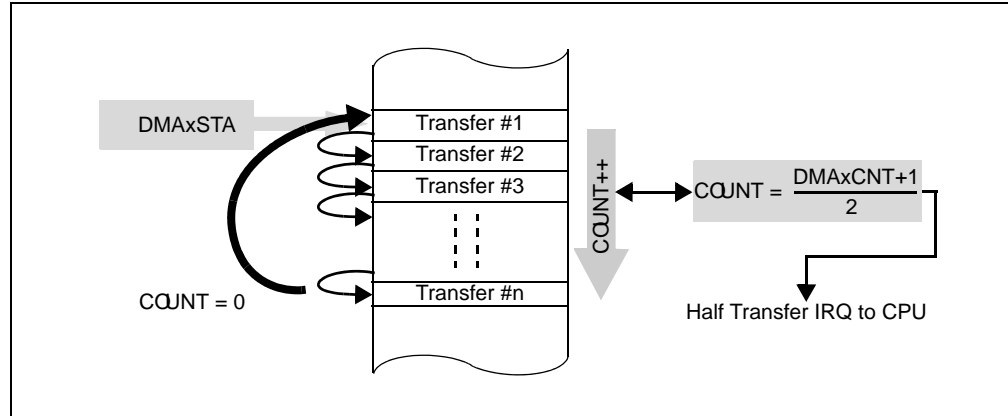 DMAxSTA
Transfer #1
Transfer #2
Transfer #3
Transfer #n
COUNT = 0
COUNT++
COUNT = DMAxCNT+1
2
Half Transfer IRQ to CPU